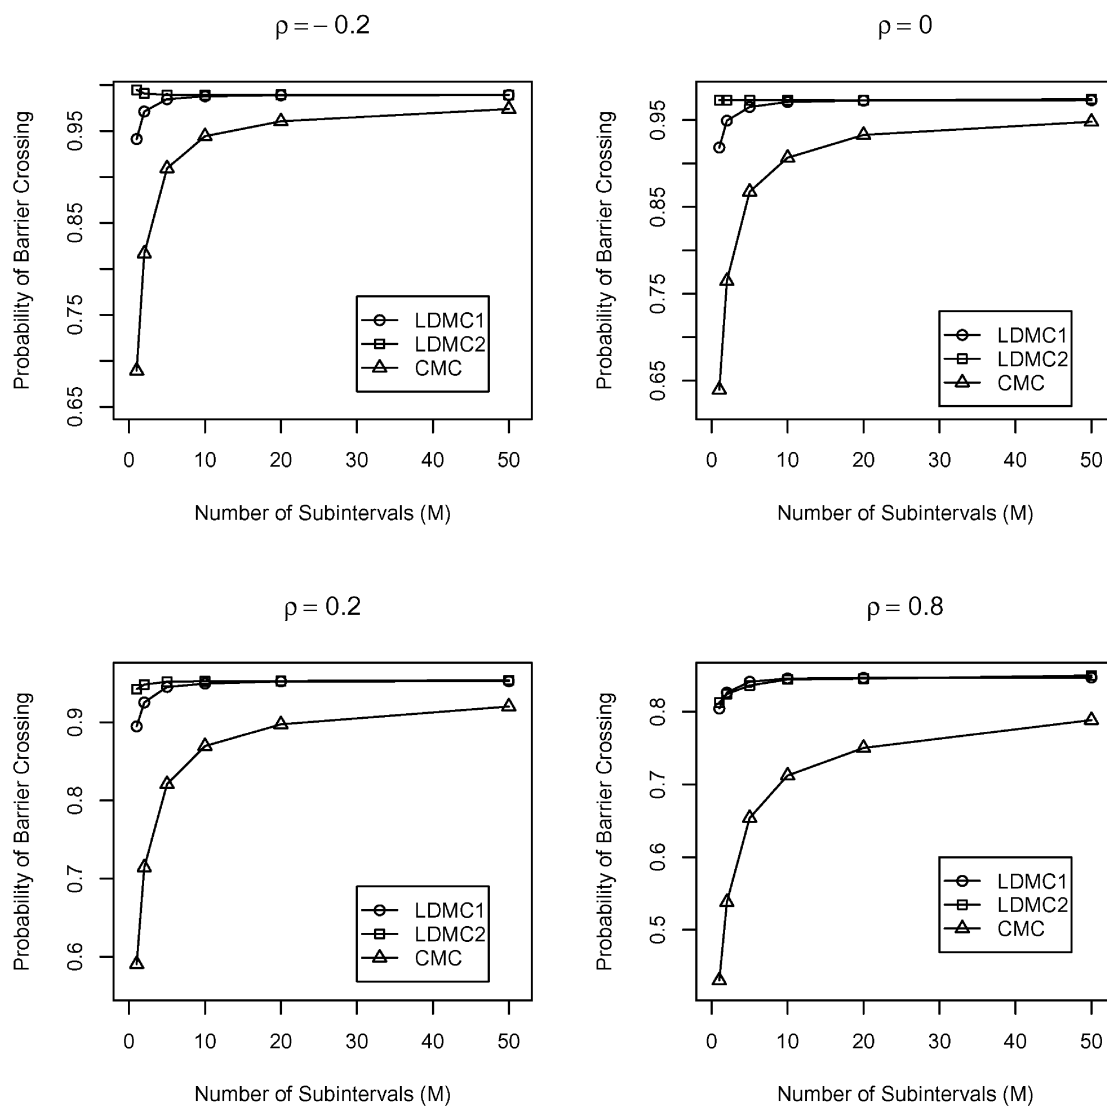 ρ = − 0.2
Probability of Barrier Crossing
0.65 0.75 0.85 0.95
LDMC1
LDMC2
CMC
0 10 20 30 40 50
Number of Subintervals (M)
ρ = 0
Probability of Barrier Crossing
0.65 0.75 0.85 0.95
LDMC1
LDMC2
CMC
0 10 20 30 40 50
Number of Subintervals (M)
ρ = 0.2
Probability of Barrier Crossing
0.6 0.7 0.8 0.9
LDMC1
LDMC2
CMC
0 10 20 30 40 50
Number of Subintervals (M)
ρ = 0.8
Probability of Barrier Crossing
0.5 0.6 0.7 0.8
LDMC1
LDMC2
CMC
0 10 20 30 40 50
Number of Subintervals (M)